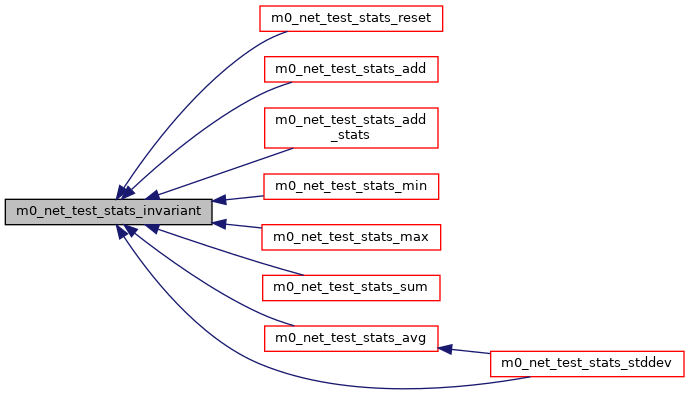 m0_net_test_stats_reset
m0_net_test_stats_add
m0_net_test_stats_add
_stats
m0_net_test_stats_min
m0_net_test_stats_invariant
m0_net_test_stats_max
m0_net_test_stats_sum
m0_net_test_stats_avg
m0_net_test_stats_stddev